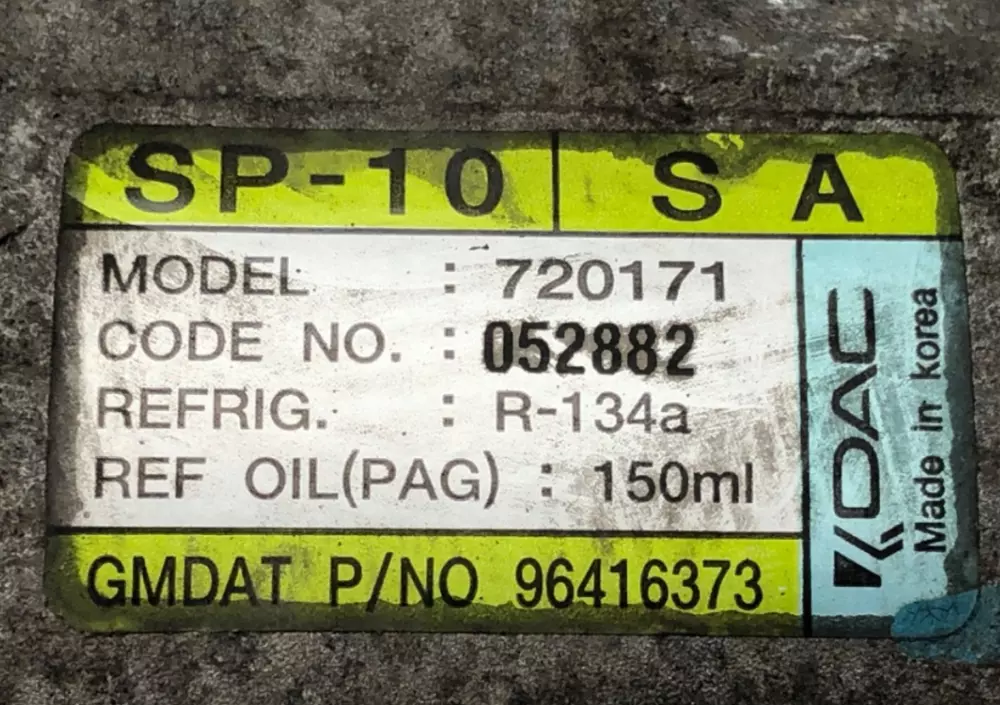 SP-10 S A
MODEL : 720171
CODE NO. : 052882
REFRIG. : R-134a
REF OIL(PAG) : 150ml
GMDAT P/NO 96416373
KDAC
Made in korea